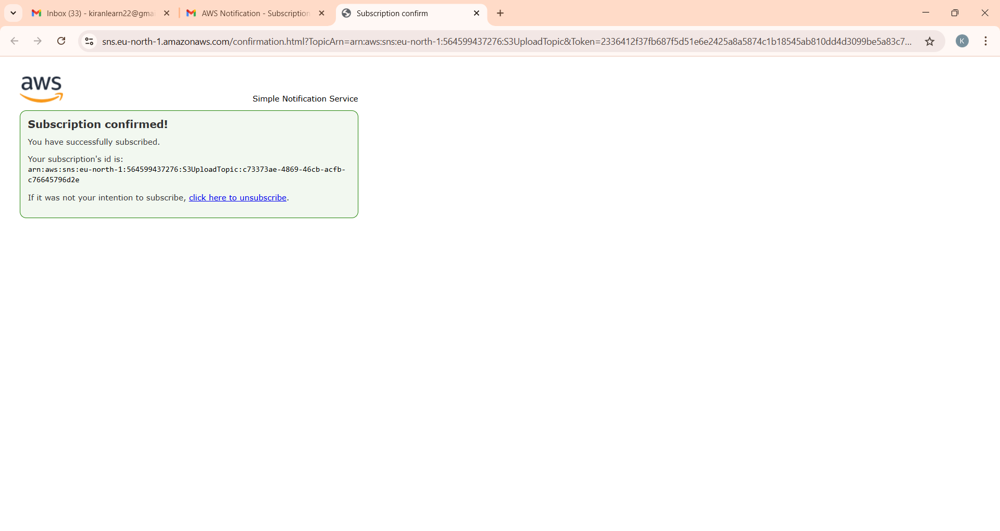 Inbox (33) - kiranlearn22@gma
AWS Notification - Subscription
Subscription confirm
sns.eu-north-1.amazonaws.com/confirmation.html?TopicArn=arn:aws:sns:eu-north-1:564599437276:S3UploadTopic&Token=2336412f37fb687f5d51e6e2425a8a5874c1b18545ab810dd4d3099be5a83c7...
K
aws
Simple Notification Service
Subscription confirmed!
You have successfully subscribed.
Your subscription's id is:
arn:aws:sns:eu-north-1:564599437276:S3UploadTopic:c73373ae-4869-46cb-acfb-
c76645796d2e
If it was not your intention to subscribe, click here to unsubscribe.